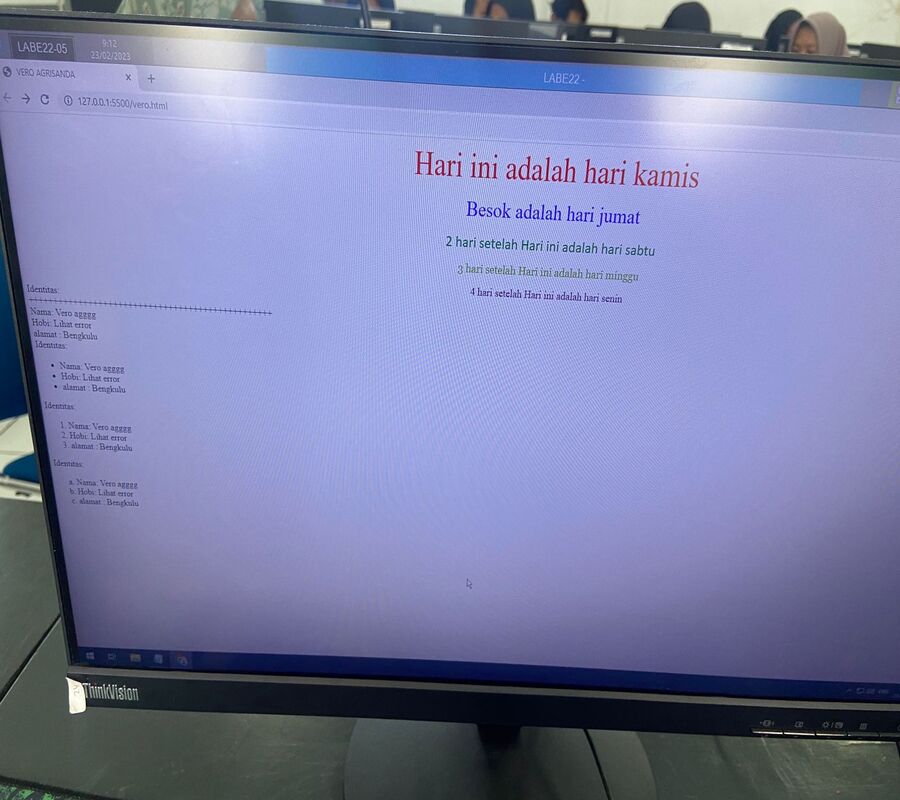 LABE22-05
9:12
23/02/2023
LABE22 -
VERO AGRISANDA
127.0.0.1:5500/vero.html
Hari ini adalah hari kamis
Besok adalah hari jumat
2 hari setelah Hari ini adalah hari sabtu
3 hari setelah Hari ini adalah hari minggu
4 hari setelah Hari ini adalah hari senin
Identitas:
Nama: Vero agggg
Hobi: Lihat error
alamat : Bengkulu
Identitas:
• Nama: Vero agggg
• Hobi: Lihat error
• alamat : Bengkulu
Identitas:
1. Nama: Vero agggg
2. Hobi: Lihat error
3. alamat : Bengkulu
Identitas:
a. Nama: Vero agggg
b. Hobi: Lihat error
c. alamat : Bengkulu
ThinkVision